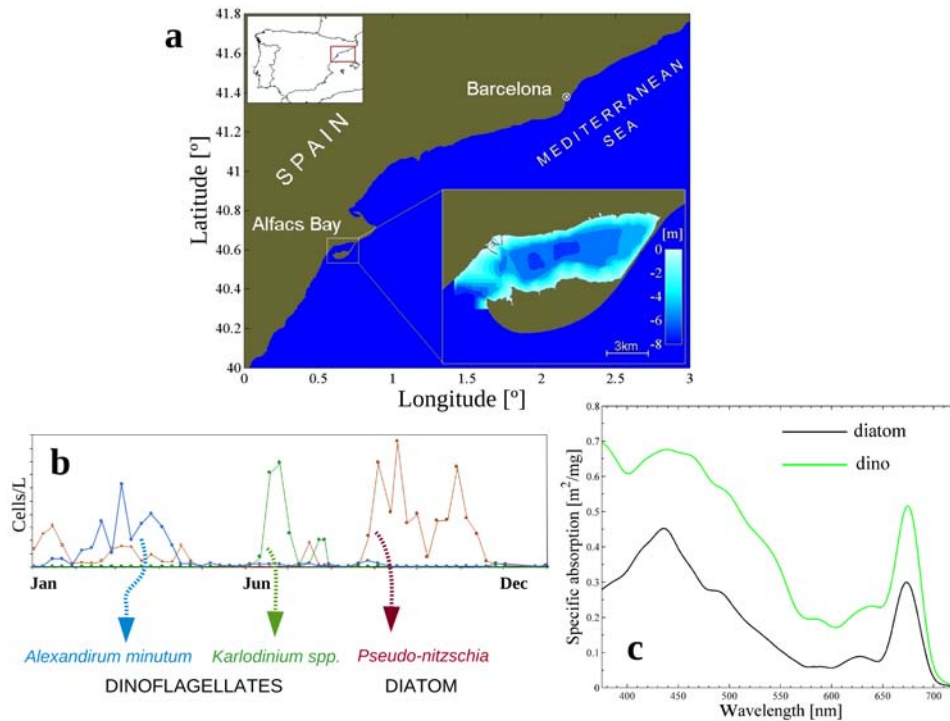 a
41.8
41.6
41.4
41.2
41
40.8
40.6
40.4
40.2
40
Latitude [º]
0
0.5
1
1.5
2
2.5
3
Longitude [º]
SPAIN
Barcelona
MEDITERRANEAN
SEA
Alfacs Bay
[m]
0
-2
-4
-6
-8
3km
b
Cells/L
Jan
Jun
Dec
Alexandirum minutum
Karlodinium spp.
Pseudo-nitzschia
DINOFLAGELLATES
DIATOM
c
0.8
0.7
0.6
0.5
0.4
0.3
0.2
0.1
0
Specific absorption [m²/mg]
400
450
500
550
600
650
700
Wavelength [nm]
diatom
dino